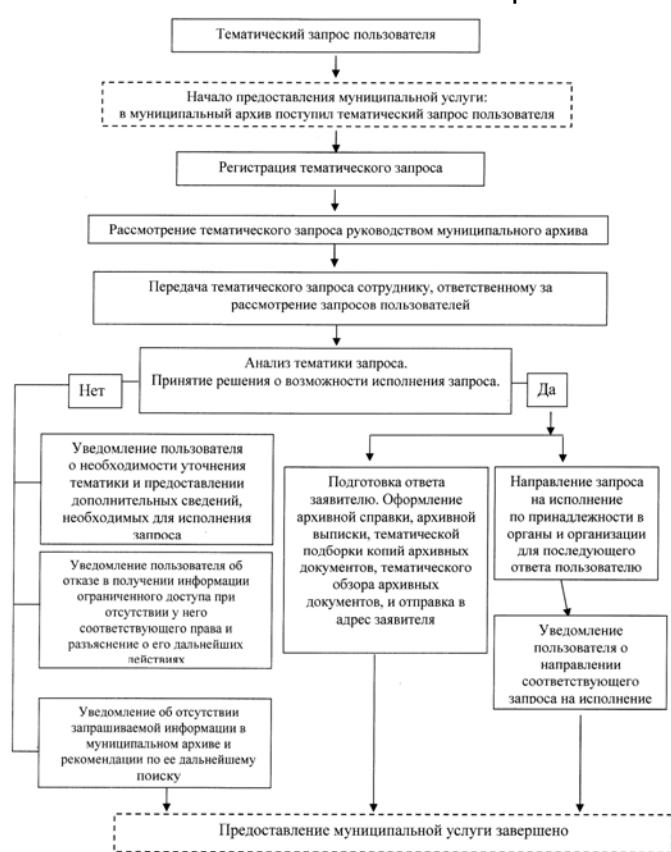 Тематический запрос пользователя
Начало предоставления муниципальной услуги:
в муниципальный архив поступил тематический запрос пользователя
Регистрация тематического запроса
Рассмотрение тематического запроса руководством муниципального архива
Передача тематического запроса сотруднику, ответственному за
рассмотрение запросов пользователей
Анализ тематики запроса.
Принятие решения о возможности исполнения запроса.
Нет
Да
Уведомление пользователя
о необходимости уточнения
тематики и предоставлении
дополнительных сведений,
необходимых для исполнения
запроса
Уведомление пользователя об
отказе в получении информации
ограниченного доступа при
отсутствии у него
соответствующего права и
разъяснение о его дальнейших
действиях
Уведомление об отсутствии
запрашиваемой информации в
муниципальном архиве и
рекомендации по ее дальнейшему
поиску
Подготовка ответа
заявителю. Оформление
архивной справки, архивной
выписки, тематической
подборки копий архивных
документов, тематического
обзора архивных
документов, и отправка в
адрес заявителя
Направление запроса
на исполнение
по принадлежности в
органы и организации
для последующего
ответа пользователю
Уведомление
пользователя о
направлении
соответствующего
запроса на исполнение
Предоставление муниципальной услуги завершено